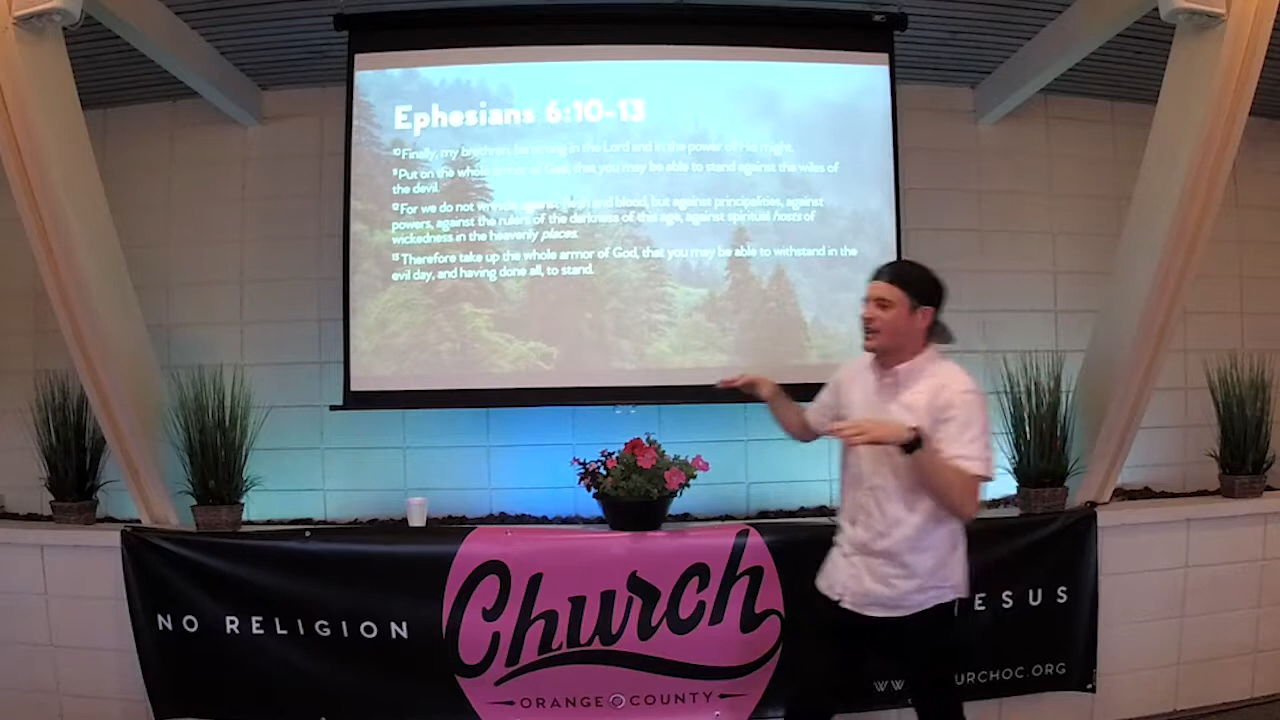 Ephesians 6:10-13
10 Finally, my brethren, be strong in the Lord and in the power of His might.
11 Put on the whole armor of God, that you may be able to stand against the wiles of
the devil.
12 For we do not wrestle against flesh and blood, but against principalities, against
powers, against the rulers of the darkness of this age, against spiritual hosts of
wickedness in the heavenly places.
13 Therefore take up the whole armor of God, that you may be able to withstand in the
evil day, and having done all, to stand.
NO RELIGION
Church
ORANGE COUNTY
ESUS
WW
URCHOC.ORG